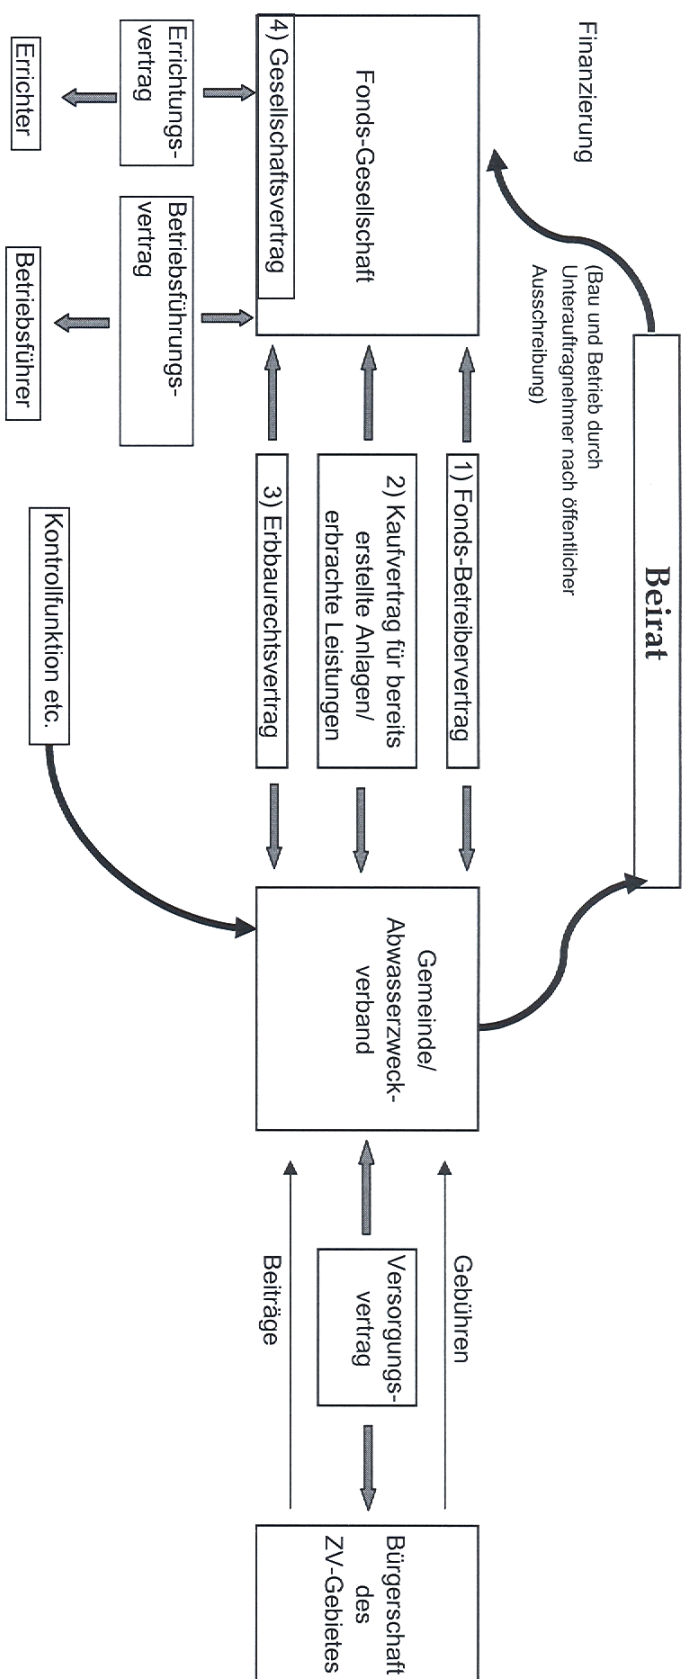 Beirat
Finanzierung
(Bau und Betrieb durch
Unterauftragnehmer nach öffentlicher
Ausschreibung)
Fonds-Gesellschaft
4) Gesellschaftsvertrag
1) Fonds-Betreibervertrag
2) Kaufvertrag für bereits
erstellte Anlagen/
erbrachte Leistungen
3) Erbbaurechtsvertrag
Gemeinde/
Abwasserzweck-
verband
Gebühren
Versorgungs-
vertrag
Beiträge
Bürgerschaft
des
ZV-Gebietes
Errichtungs-
vertrag
Betriebsführungs-
vertrag
Errichter
Betriebsführer
Kontrollfunktion etc.